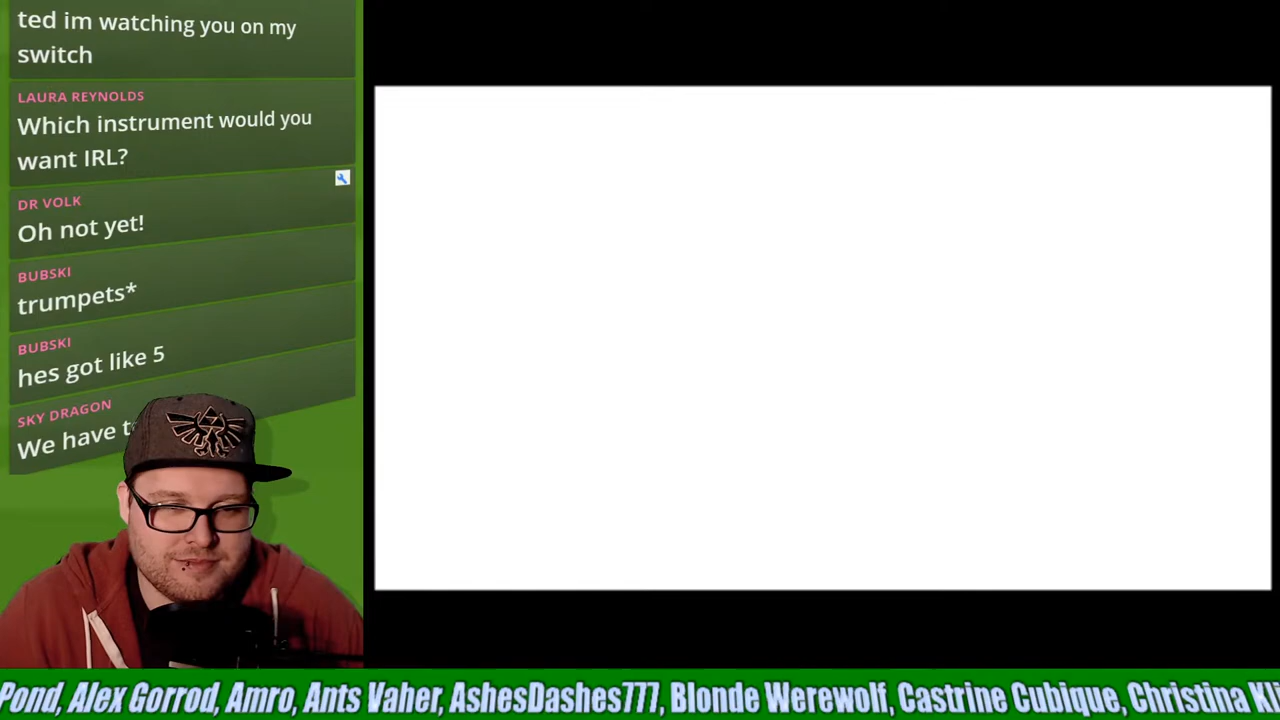 ted im watching you on my
switch
LAURA REYNOLDS
Which instrument would you
want IRL?
DR VOLK
Oh not yet!
BUBSKI
trumpets*
BUBSKI
hes got like 5
SKY DRAGON
We have
Pond, Alex Gorrod, Amro, Ants Vaher, AshesDashes777, Blonde Werewolf, Castrine Cubique, Christina